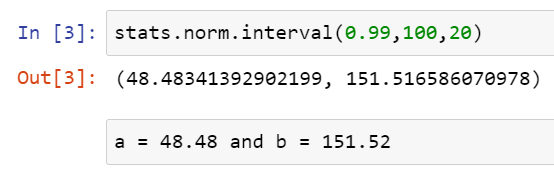 In [3]: stats.norm.interval(0.99,100,20)
Out[3]: (48.48341392902199, 151.516586070978)
a = 48.48 and b = 151.52